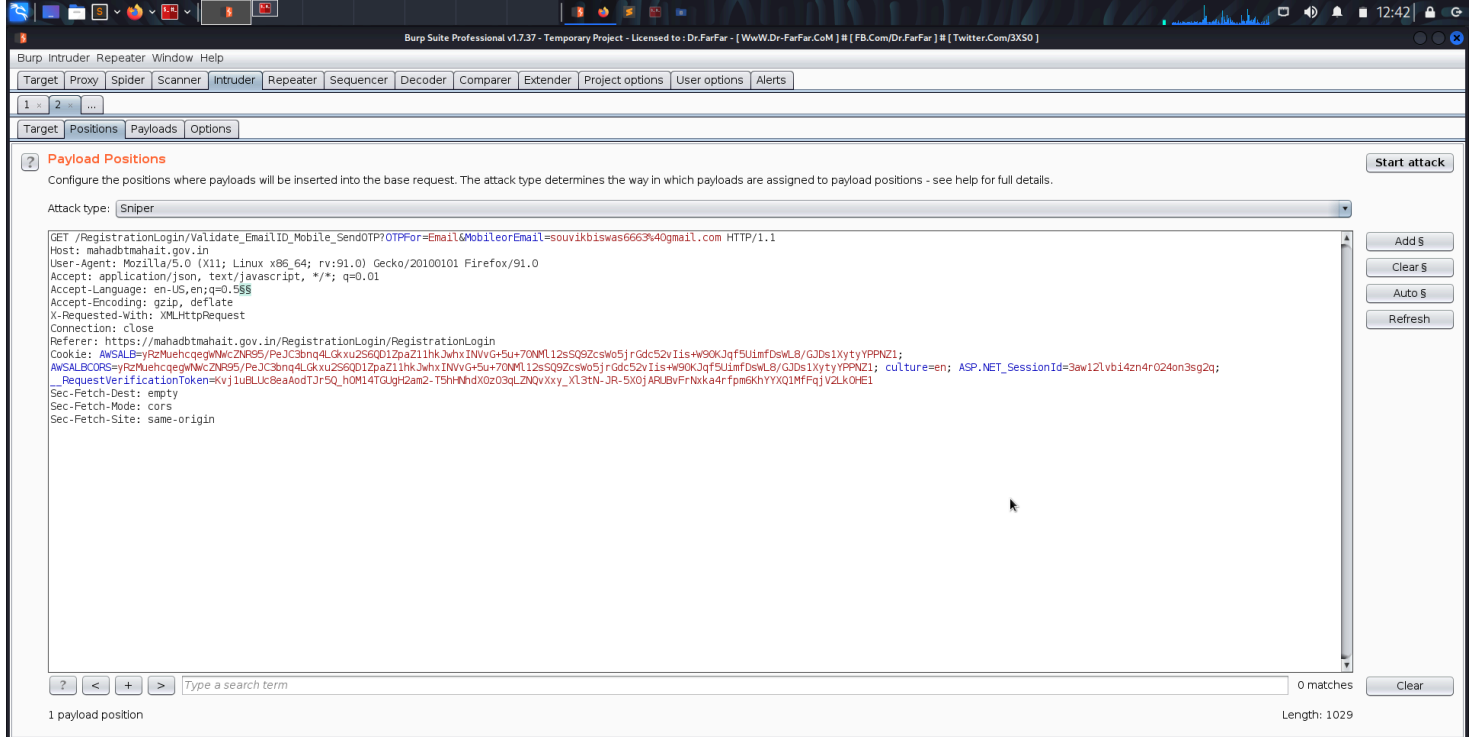 12:42
Burp Suite Professional v1.7.37 - Temporary Project - Licensed to : Dr.FarFar - [ WwW.Dr-FarFar.CoM ] # [ FB.Com/Dr.FarFar ] # [ Twitter.Com/3XS0 ]
Burp Intruder Repeater Window Help
Target Proxy Spider Scanner Intruder Repeater Sequencer Decoder Comparer Extender Project options User options Alerts
1 × 2 × ...
Target Positions Payloads Options
? Payload Positions
Start attack
Configure the positions where payloads will be inserted into the base request. The attack type determines the way in which payloads are assigned to payload positions - see help for full details.
Attack type: Sniper
GET /RegistrationLogin/Validate_EmailID_Mobile_SendOTP?OTPFor=Email&MobileorEmail=souvikbiswas6663%40gmail.com HTTP/1.1
Host: mahadbtmahait.gov.in
User-Agent: Mozilla/5.0 (X11; Linux x86_64; rv:91.0) Gecko/20100101 Firefox/91.0
Accept: application/json, text/javascript, */*; q=0.01
Accept-Language: en-US,en;q=0.5§§
Accept-Encoding: gzip, deflate
X-Requested-With: XMLHttpRequest
Connection: close
Referer: https://mahadbtmahait.gov.in/RegistrationLogin/RegistrationLogin
Cookie: AWSALB=yRzMuehcqegWNWcZNR95/PeJC3bnq4LGkxu2S6QD1ZpaZ11hkJwhxINVvG+5u+7ONMl12sSQ9ZcsWo5jrGdc52vIis+W9OKJqf5UimfDsWL8/GJDs1XytyYPPNZ1;
AWSALBCORS=yRzMuehcqegWNWcZNR95/PeJC3bnq4LGkxu2S6QD1ZpaZ11hkJwhxINVvG+5u+7ONMl12sSQ9ZcsWo5jrGdc52vIis+W9OKJqf5UimfDsWL8/GJDs1XytyYPPNZ1; culture=en; ASP.NET_SessionId=3aw12lvbi4zn4rO24on3sg2q;
__RequestVerificationToken=Kvj1uBLUc8eaAodTJr5Q_hOM14TGUgH2am2-T5hHNhdX0zO3qLZNQvXxy_Xl3tN-JR-5XOjARUBvFrNxka4rfpm6KhYYXQ1MfFqjV2LkOHE1
Sec-Fetch-Dest: empty
Sec-Fetch-Mode: cors
Sec-Fetch-Site: same-origin
Add §
Clear §
Auto §
Refresh
? < + > Type a search term
0 matches
Clear
1 payload position
Length: 1029